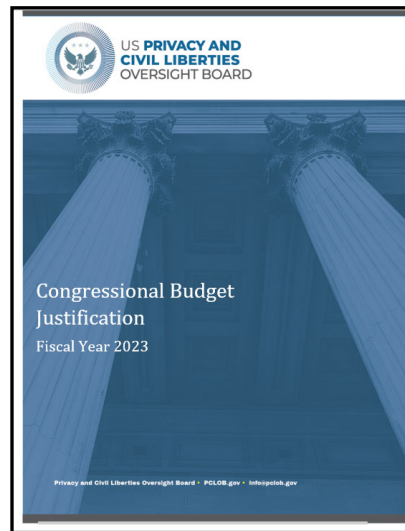 US PRIVACY AND
CIVIL LIBERTIES
OVERSIGHT BOARD
Congressional Budget
Justification
Fiscal Year 2023
Privacy and Civil Liberties Oversight Board • PCLOB.gov • info@pclob.gov